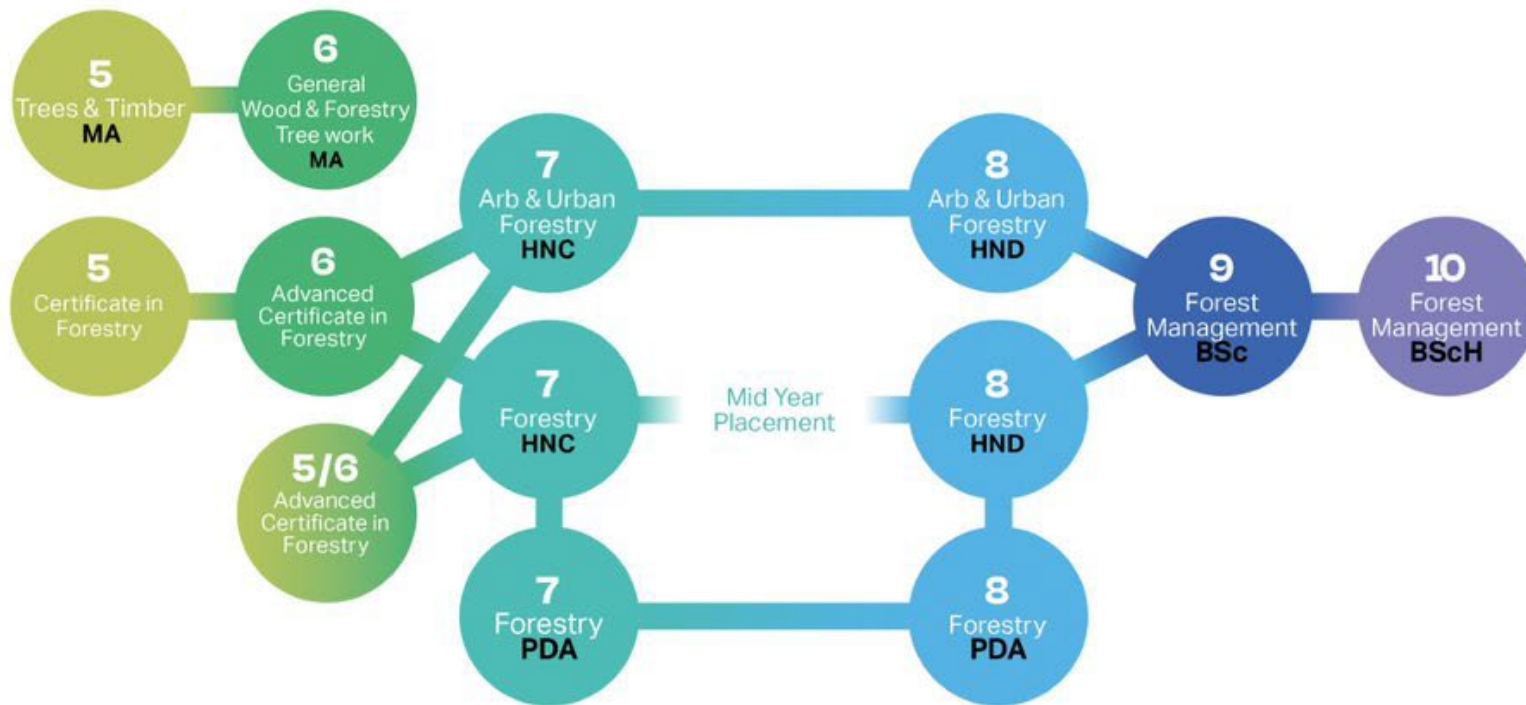 5
Trees & Timber
MA
6
General
Wood & Forestry
Tree work
MA
5
Certificate in
Forestry
6
Advanced
Certificate in
Forestry
5/6
Advanced
Certificate in
Forestry
7
Arb & Urban
Forestry
HNC
7
Forestry
HNC
7
Forestry
PDA
Mid Year
Placement
8
Arb & Urban
Forestry
HND
8
Forestry
HND
8
Forestry
PDA
9
Forest
Management
BSc
10
Forest
Management
BScH